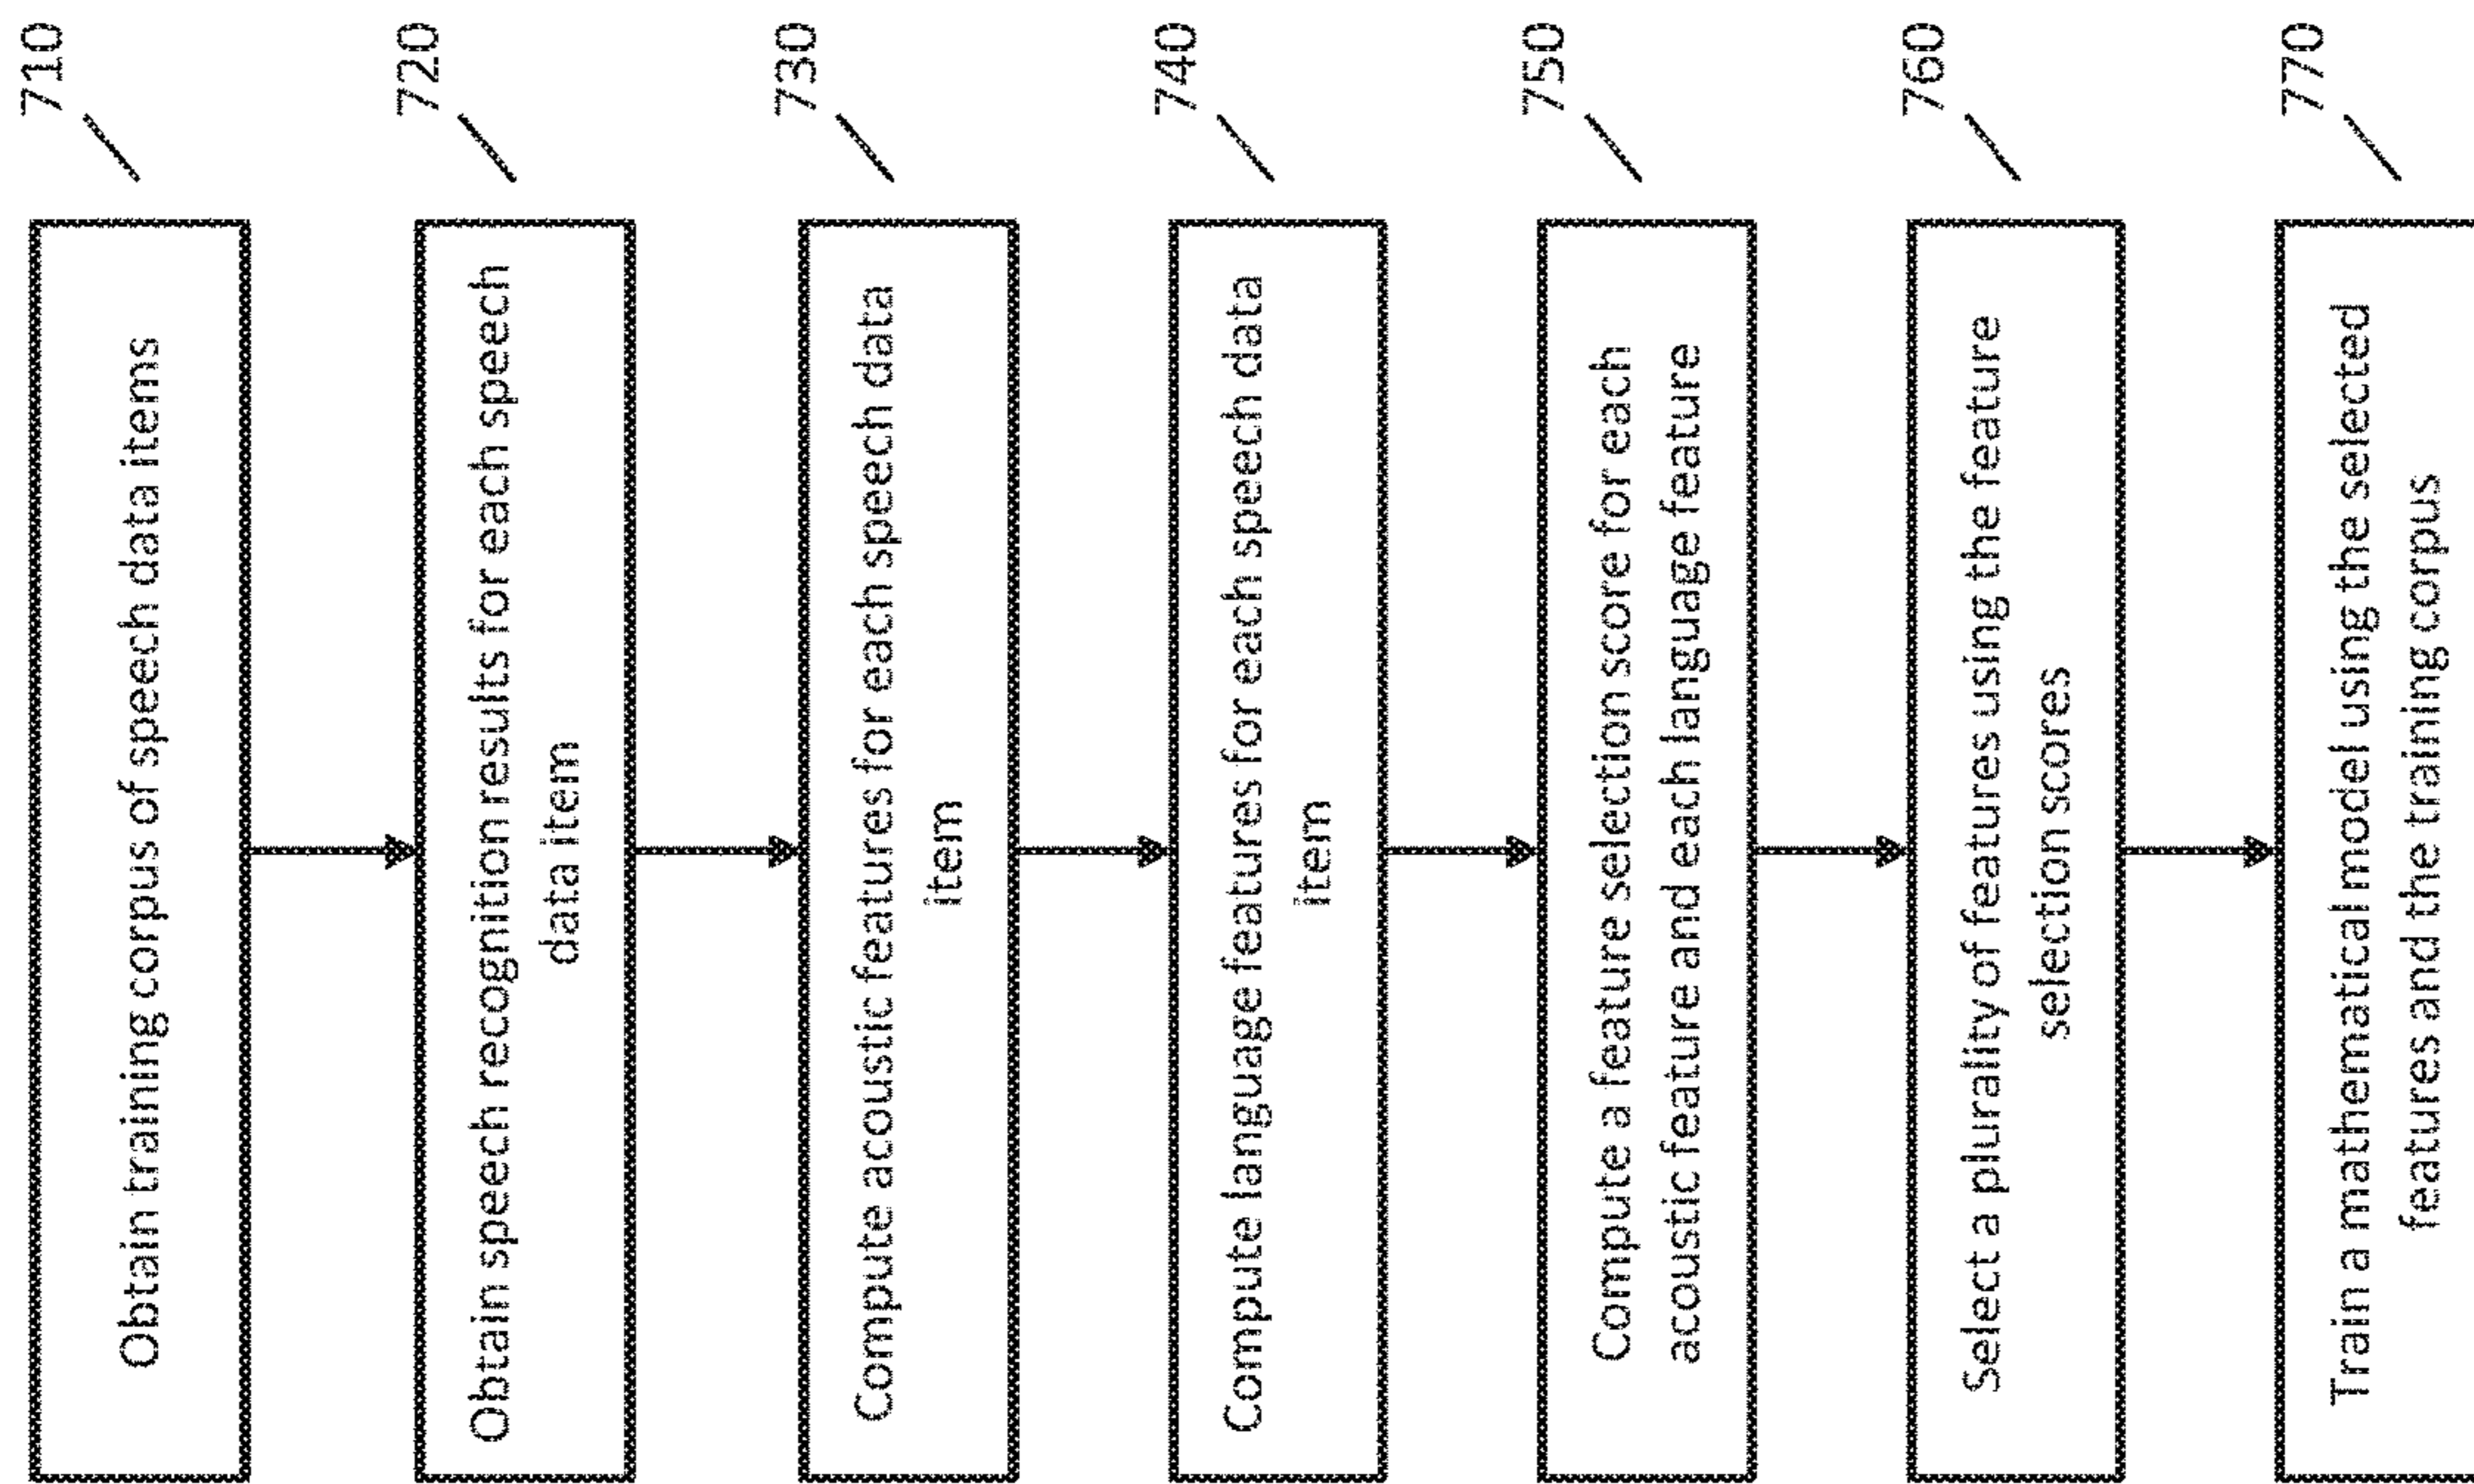 710
Obtain training corpus of speech data items
720
Obtain speech recognition results for each speech
data item
730
Compute acoustic features for each speech data
item
740
Compute language features for each speech data
item
750
Compute a feature selection score for each
acoustic feature and each language feature
760
Select a plurality of features using the feature
selection scores
770
Train a mathematical model using the selected
features and the training corpus